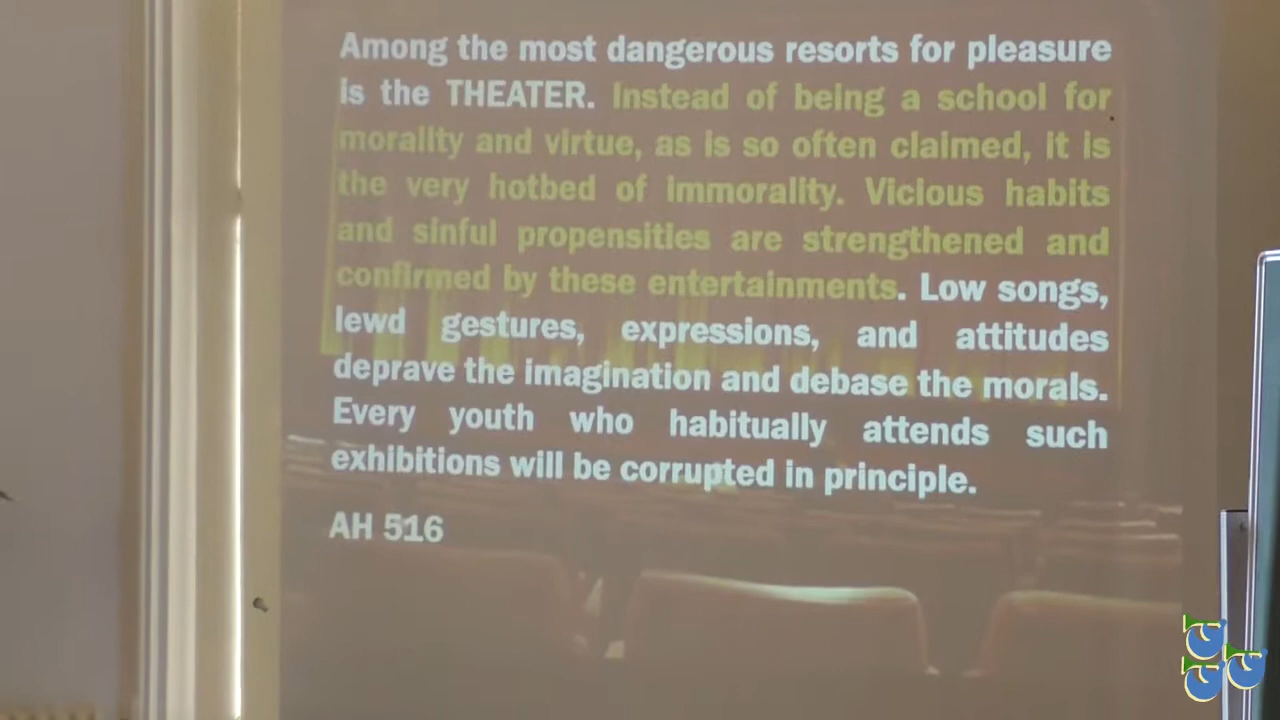 Among the most dangerous resorts for pleasure
is the THEATER. Instead of being a school for
morality and virtue, as is so often claimed, it is
the very hotbed of immorality. Vicious habits
and sinful propensities are strengthened and
confirmed by these entertainments. Low songs,
lewd gestures, expressions, and attitudes
deprave the imagination and debase the morals.
Every youth who habitually attends such
exhibitions will be corrupted in principle.
AH 516